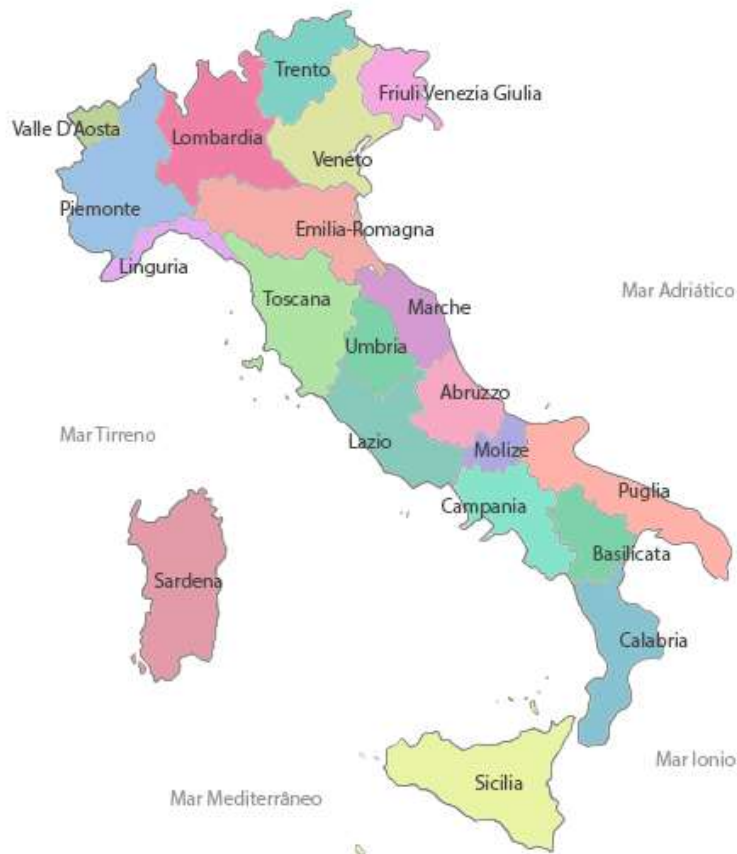 Trento
Friuli Venezia Giulia
Valle D'Aosta
Lombardia
Veneto
Piemonte
Emilia-Romagna
Linguria
Toscana
Marche
Mar Adriático
Umbria
Abruzzo
Mar Tirreno
Lazio
Molize
Puglia
Campania
Basilicata
Sardena
Calabria
Mar Ionio
Sicilia
Mar Mediterrâneo